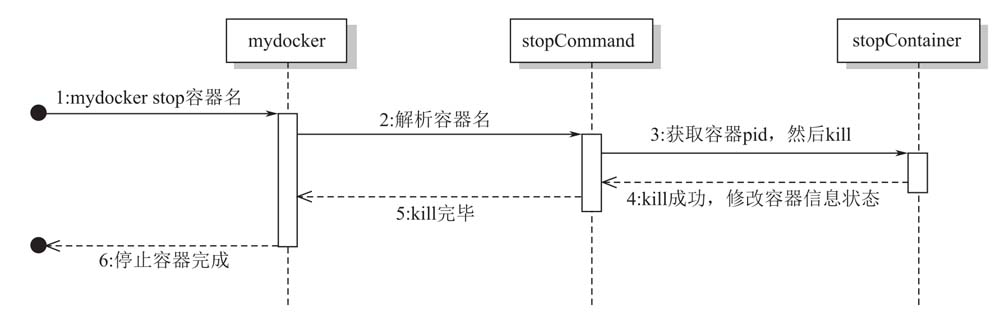 mydocker
stopCommand
stopContainer
1:mydocker stop容器名
2:解析容器名
3:获取容器pid，然后kill
4:kill成功，修改容器信息状态
5:kill完毕
6:停止容器完成